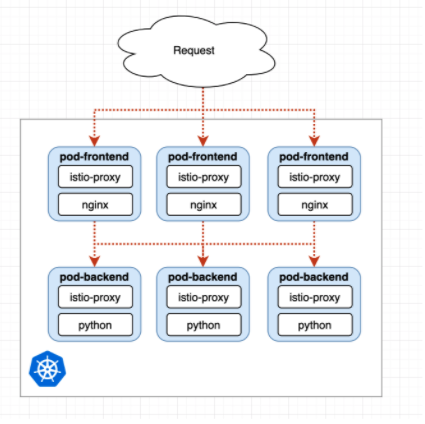 Request
pod-frontend pod-frontend pod-frontend
istio-proxy istio-proxy istio-proxy
nginx nginx nginx
pod-backend pod-backend pod-backend
istio-proxy istio-proxy istio-proxy
python python python